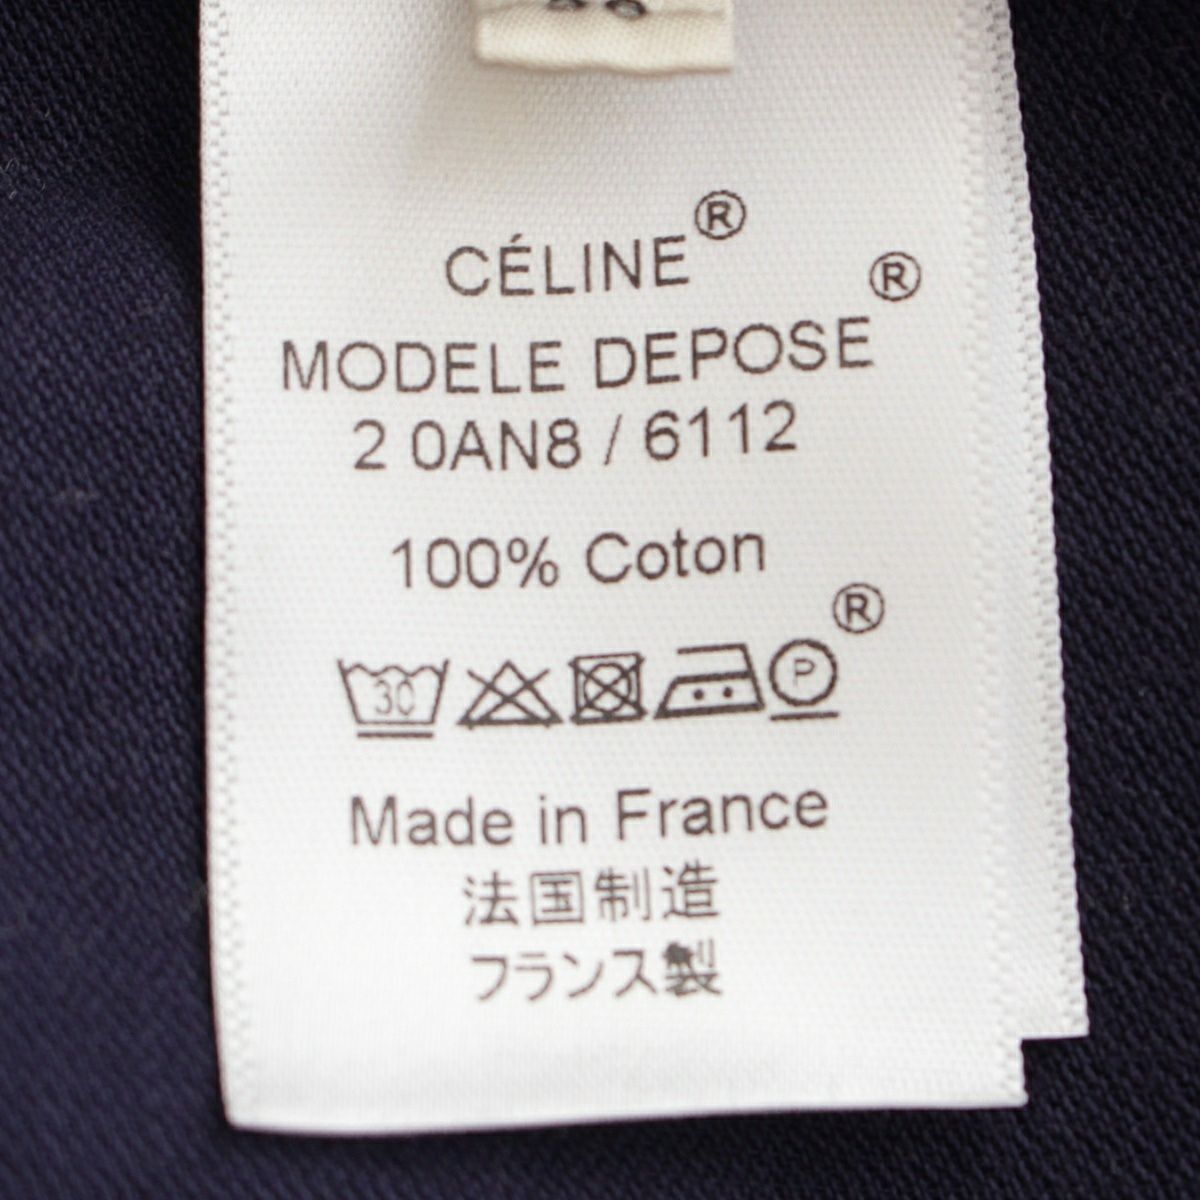 CÉLINE®
MODELE DEPOSE®
2 0AN8 / 6112
100% Coton
30 P ®
Made in France
法国制造
フランス製